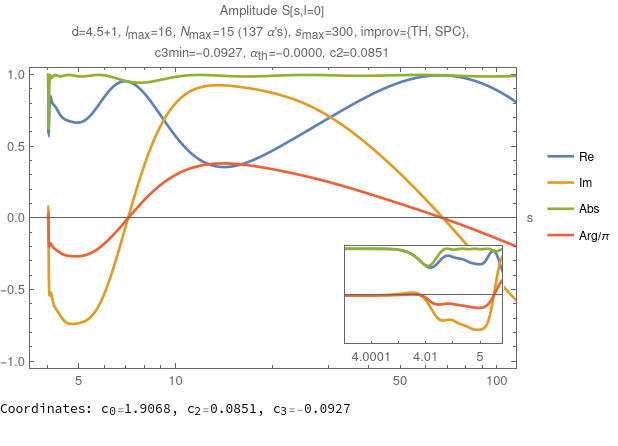 Amplitude S[s,l=0]
d=4.5+1, lmax=16, Nmax=15 (137 α's), smax=300, improv={TH, SPC},
c3min=−0.0927, αth=−0.0000, c2=0.0851
1.0
0.5
0.0
−0.5
−1.0
5
10
50
100
s
4.0001
4.01
5
Re
Im
Abs
Arg/π
Coordinates: c0=1.9068, c2=0.0851, c3=−0.0927